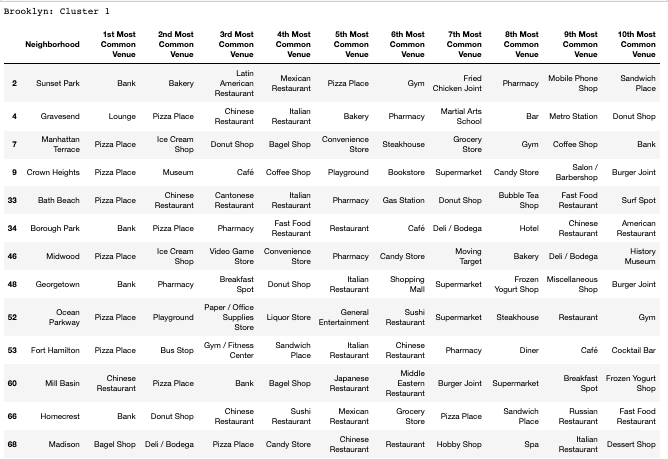 Brooklyn: Cluster 1
Neighborhood 1st Most Common Venue 2nd Most Common Venue 3rd Most Common Venue 4th Most Common Venue 5th Most Common Venue 6th Most Common Venue 7th Most Common Venue 8th Most Common Venue 9th Most Common Venue 10th Most Common Venue
2 Sunset Park Bank Bakery Latin American Restaurant Mexican Restaurant Pizza Place Gym Fried Chicken Joint Pharmacy Mobile Phone Shop Sandwich Place
4 Gravesend Lounge Pizza Place Chinese Restaurant Italian Restaurant Bakery Pharmacy Martial Arts School Bar Metro Station Donut Shop
7 Manhattan Terrace Pizza Place Ice Cream Shop Donut Shop Bagel Shop Convenience Store Steakhouse Grocery Store Gym Coffee Shop Bank
9 Crown Heights Pizza Place Museum Café Coffee Shop Playground Bookstore Supermarket Candy Store Salon / Barbershop Burger Joint
33 Bath Beach Pizza Place Chinese Restaurant Cantonese Restaurant Italian Restaurant Pharmacy Gas Station Donut Shop Bubble Tea Shop Fast Food Restaurant Surf Spot
34 Borough Park Bank Pizza Place Pharmacy Fast Food Restaurant Restaurant Café Deli / Bodega Hotel Chinese Restaurant American Restaurant
46 Midwood Pizza Place Ice Cream Shop Video Game Store Convenience Store Pharmacy Candy Store Moving Target Bakery Deli / Bodega History Museum
48 Georgetown Bank Pharmacy Breakfast Spot Donut Shop Italian Restaurant Shopping Mall Supermarket Frozen Yogurt Shop Miscellaneous Shop Burger Joint
52 Ocean Parkway Pizza Place Playground Paper / Office Supplies Store Liquor Store General Entertainment Sushi Restaurant Supermarket Steakhouse Restaurant Gym
53 Fort Hamilton Pizza Place Bus Stop Gym / Fitness Center Sandwich Place Italian Restaurant Chinese Restaurant Pharmacy Diner Café Cocktail Bar
60 Mill Basin Chinese Restaurant Pizza Place Bank Bagel Shop Japanese Restaurant Middle Eastern Restaurant Burger Joint Supermarket Breakfast Spot Frozen Yogurt Shop
66 Homecrest Bank Donut Shop Chinese Restaurant Sushi Restaurant Mexican Restaurant Grocery Store Pizza Place Sandwich Place Russian Restaurant Fast Food Restaurant
68 Madison Bagel Shop Deli / Bodega Pizza Place Candy Store Chinese Restaurant Restaurant Hobby Shop Spa Italian Restaurant Dessert Shop